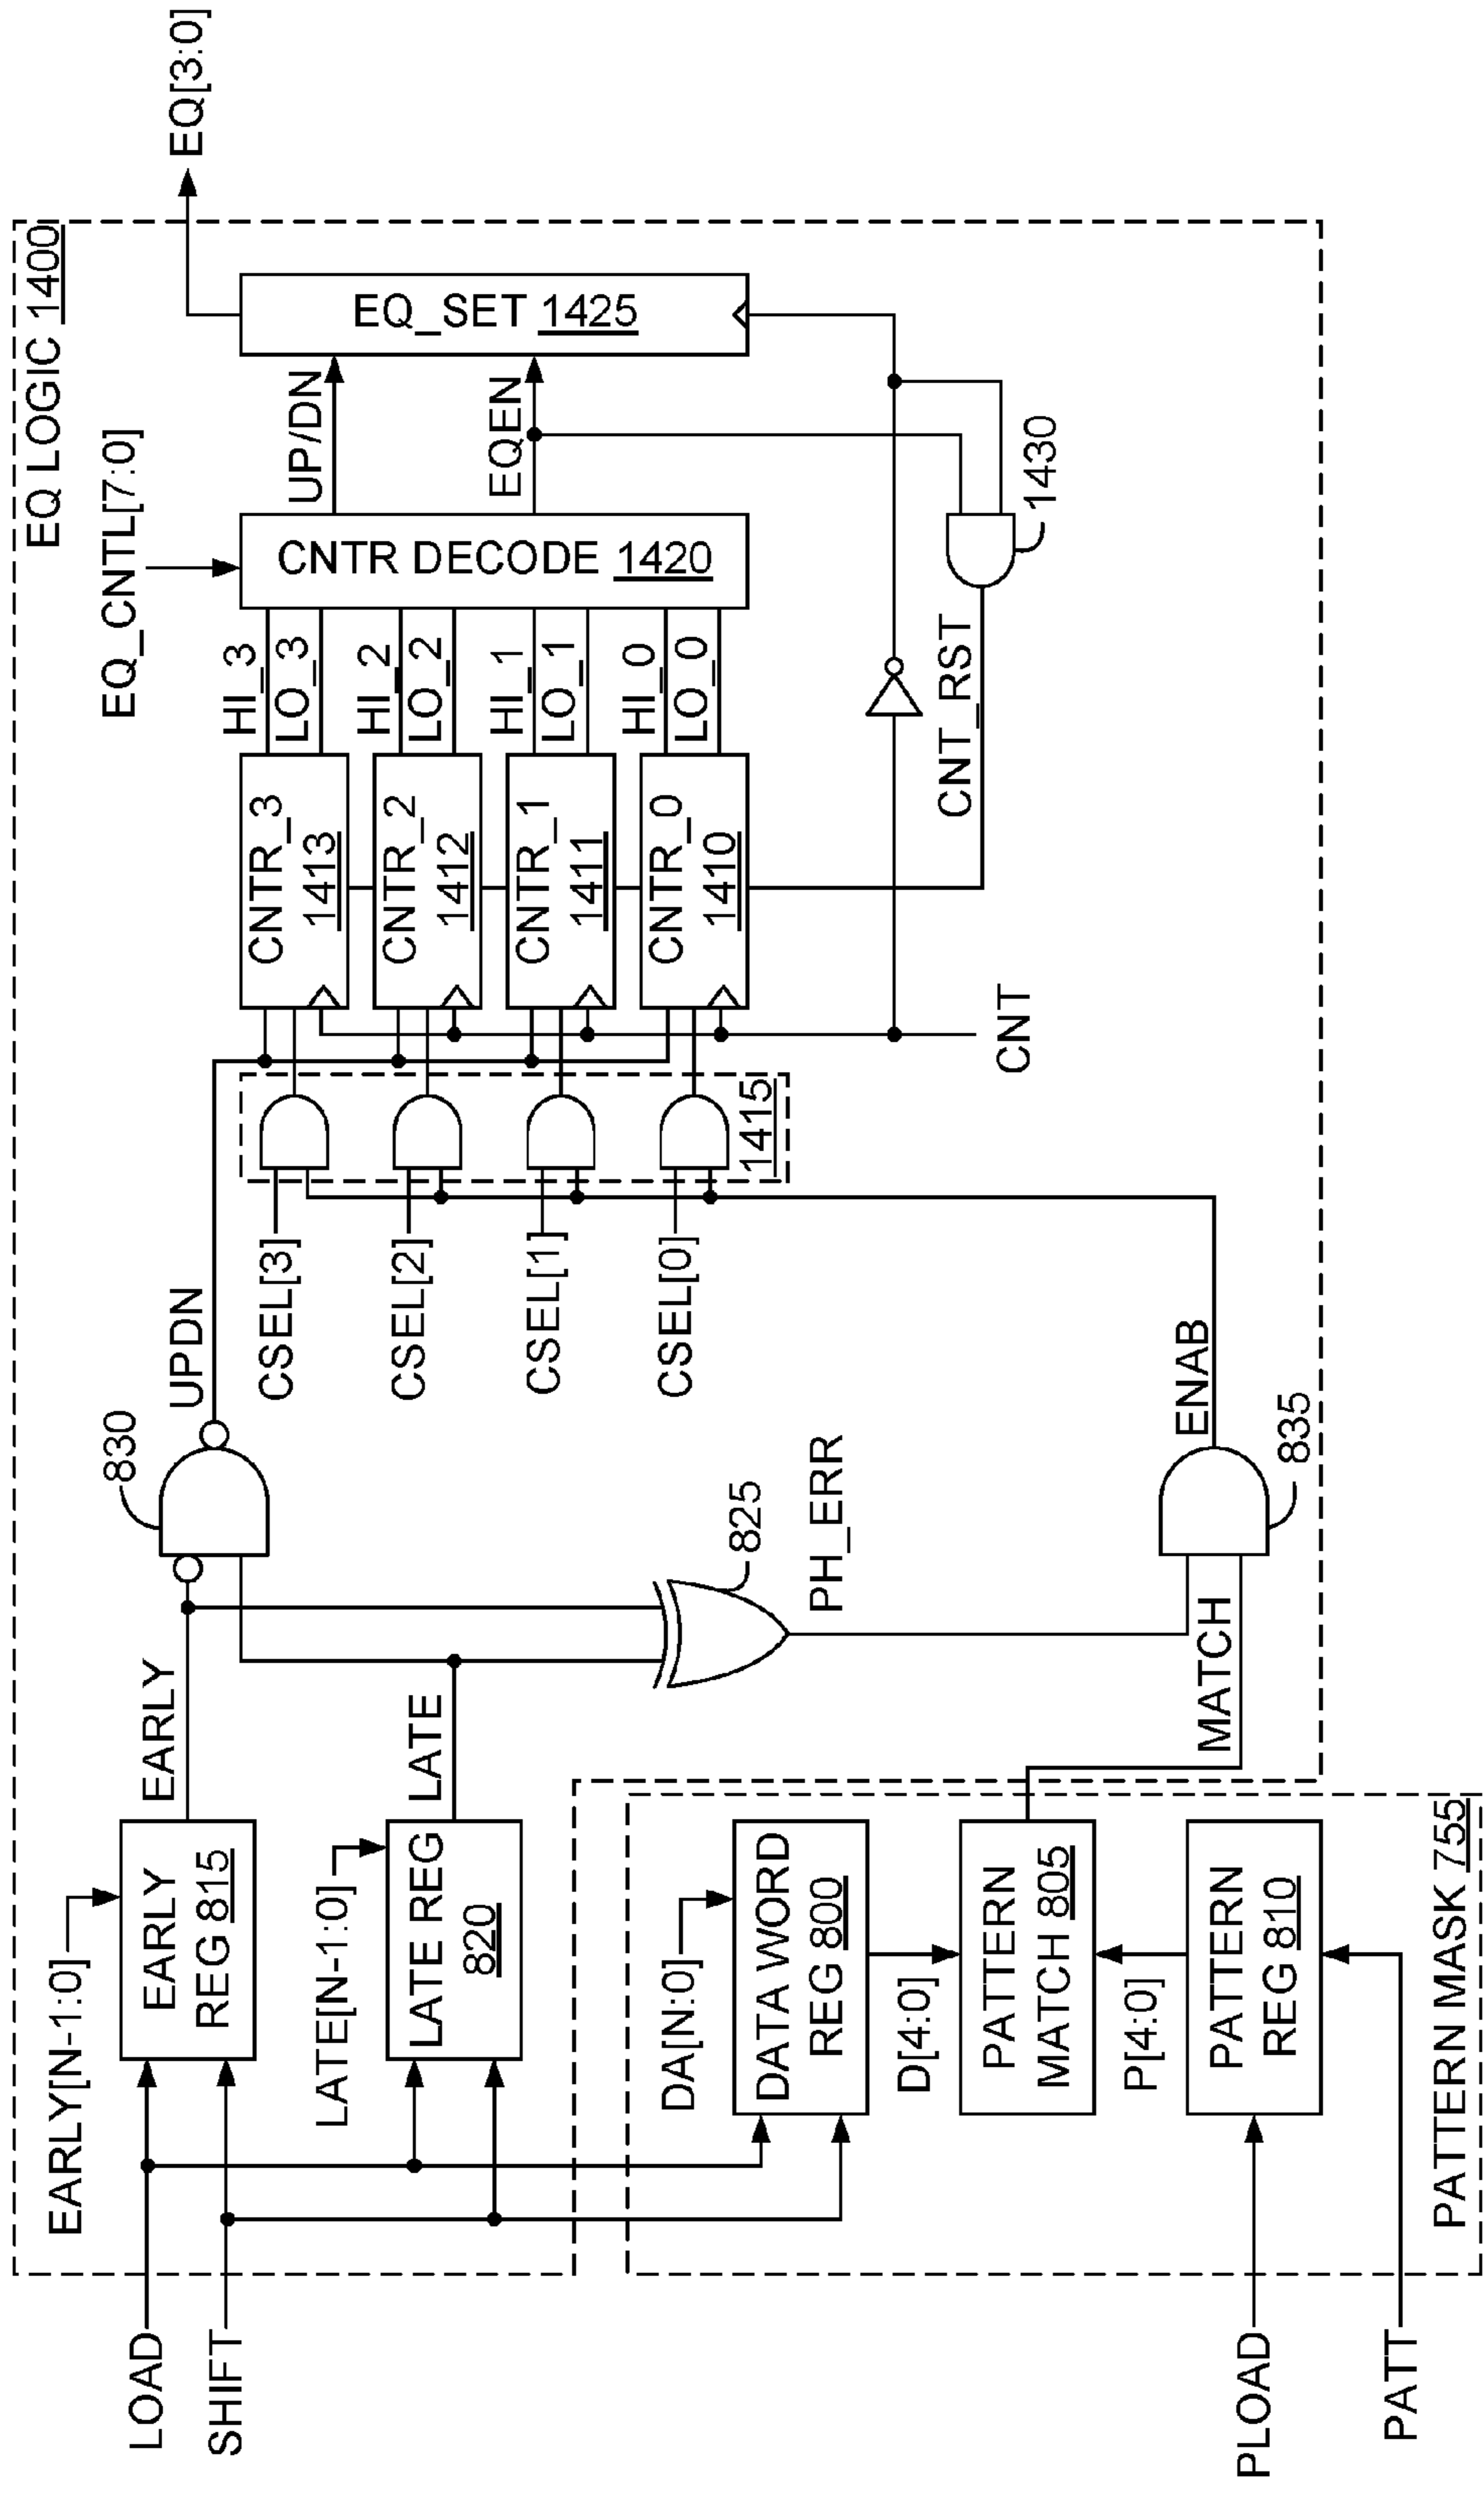 EQ LOGIC 1400
EQ_CNTL[7:0]
EQ[3:0]
LOAD
SHIFT
EARLY[N-1:0]
EARLY
REG 815
EARLY
830
UPDN
LATE[N-1:0]
LATE REG
820
LATE
825
PH_ERR
CSEL[3]
CSEL[2]
CSEL[1]
CSEL[0]
1415
CNTR_3
1413
CNTR_2
1412
CNTR_1
1411
CNTR_0
1410
HI_3
LO_3
HI_2
LO_2
HI_1
LO_1
HI_0
LO_0
CNTR DECODE 1420
UP/DN
EQEN
EQ_SET 1425
CNT
CNT_RST
1430
DA[N:0]
DATA WORD
REG 800
D[4:0]
PATTERN
MATCH 805
P[4:0]
PATTERN
REG 810
MATCH
835
ENAB
PLOAD
PATT
PATTERN MASK 755